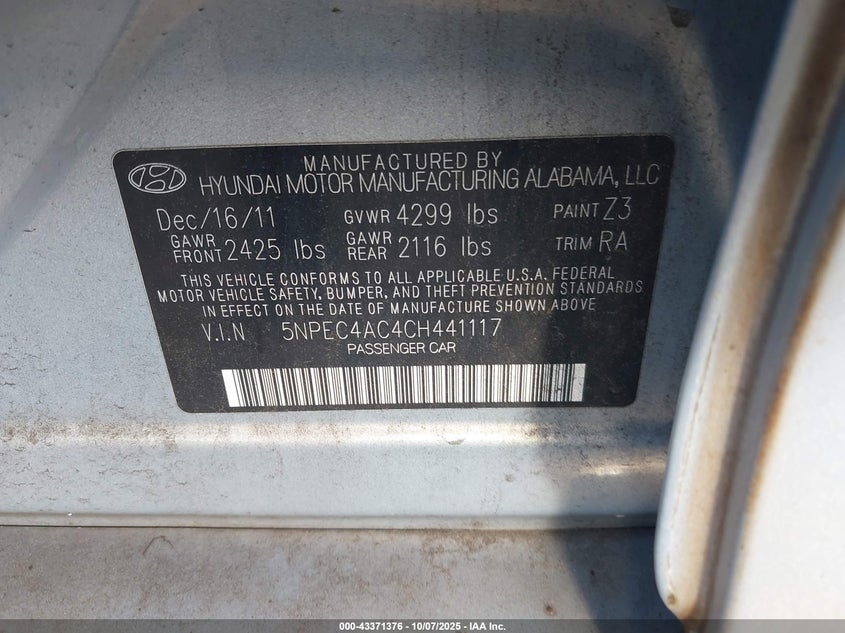 MANUFACTURED BY
HYUNDAI MOTOR MANUFACTURING ALABAMA, LLC
Dec/16/11 GVWR 4299 lbs PAINT Z3
GAWR FRONT 2425 lbs GAWR REAR 2116 lbs TRIM RA
THIS VEHICLE CONFORMS TO ALL APPLICABLE U.S.A. FEDERAL
MOTOR VEHICLE SAFETY, BUMPER, AND THEFT PREVENTION STANDARDS
IN EFFECT ON THE DATE OF MANUFACTURE SHOWN ABOVE
V.I.N 5NPEC4AC4CH441117
PASSENGER CAR
000-43371376 - 10/07/2025 - IAA Inc.